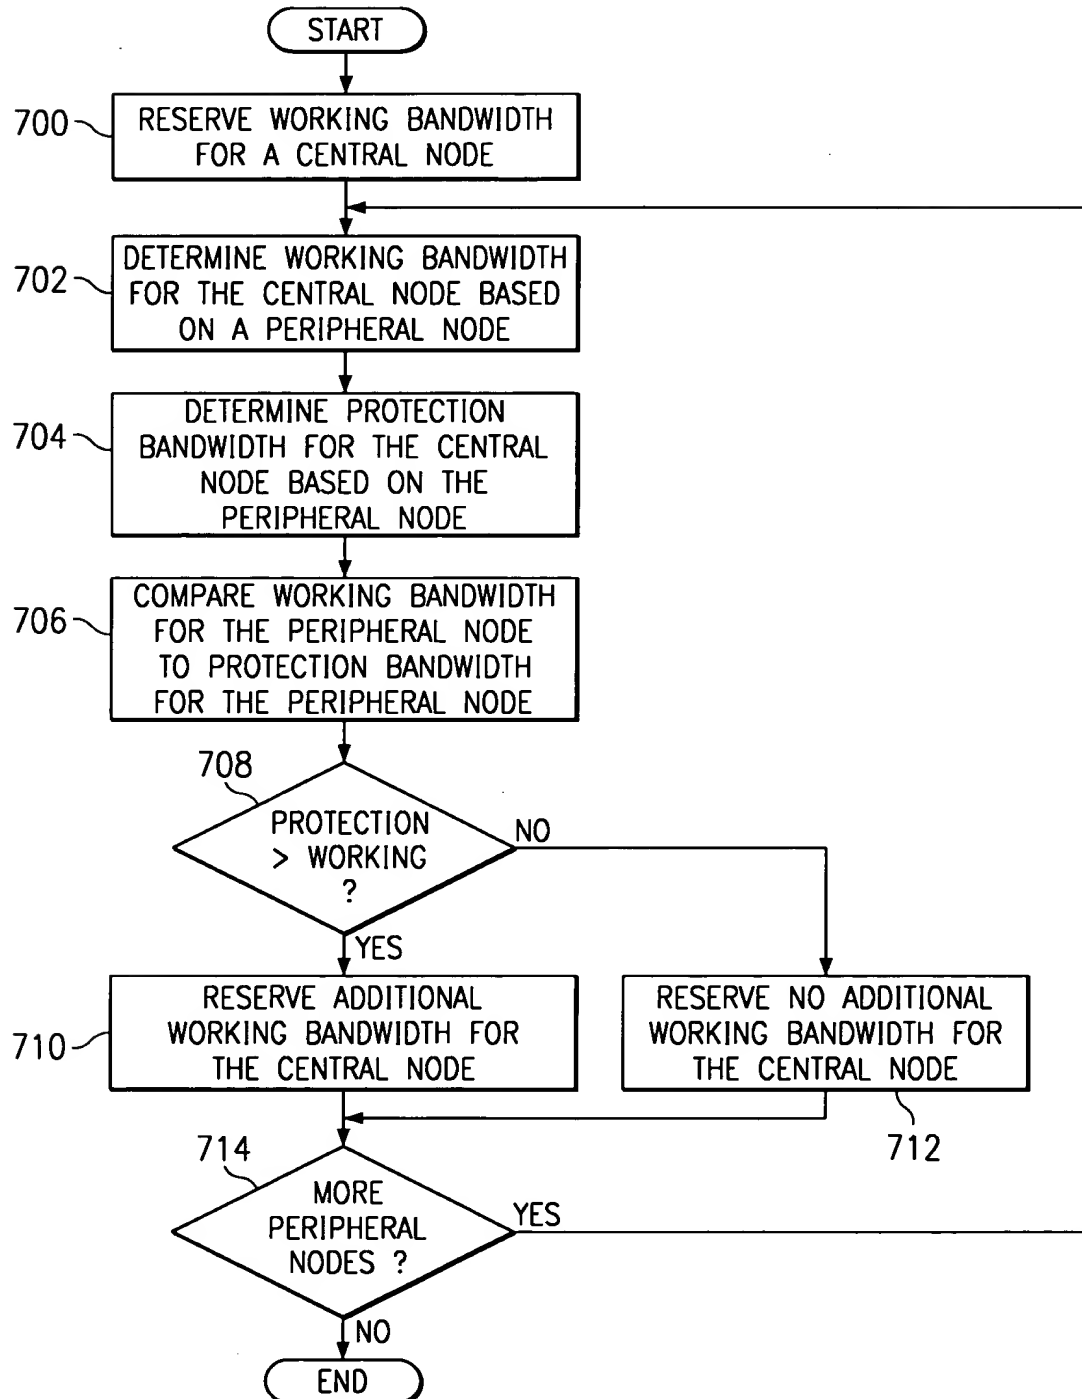 START
700
RESERVE WORKING BANDWIDTH
FOR A CENTRAL NODE
702
DETERMINE WORKING BANDWIDTH
FOR THE CENTRAL NODE BASED
ON A PERIPHERAL NODE
704
DETERMINE PROTECTION
BANDWIDTH FOR THE CENTRAL
NODE BASED ON THE
PERIPHERAL NODE
706
COMPARE WORKING BANDWIDTH
FOR THE PERIPHERAL NODE
TO PROTECTION BANDWIDTH
FOR THE PERIPHERAL NODE
708
PROTECTION
> WORKING
?
NO
YES
710
RESERVE ADDITIONAL
WORKING BANDWIDTH FOR
THE CENTRAL NODE
RESERVE NO ADDITIONAL
WORKING BANDWIDTH FOR
THE CENTRAL NODE
712
714
MORE
PERIPHERAL
NODES ?
YES
NO
END